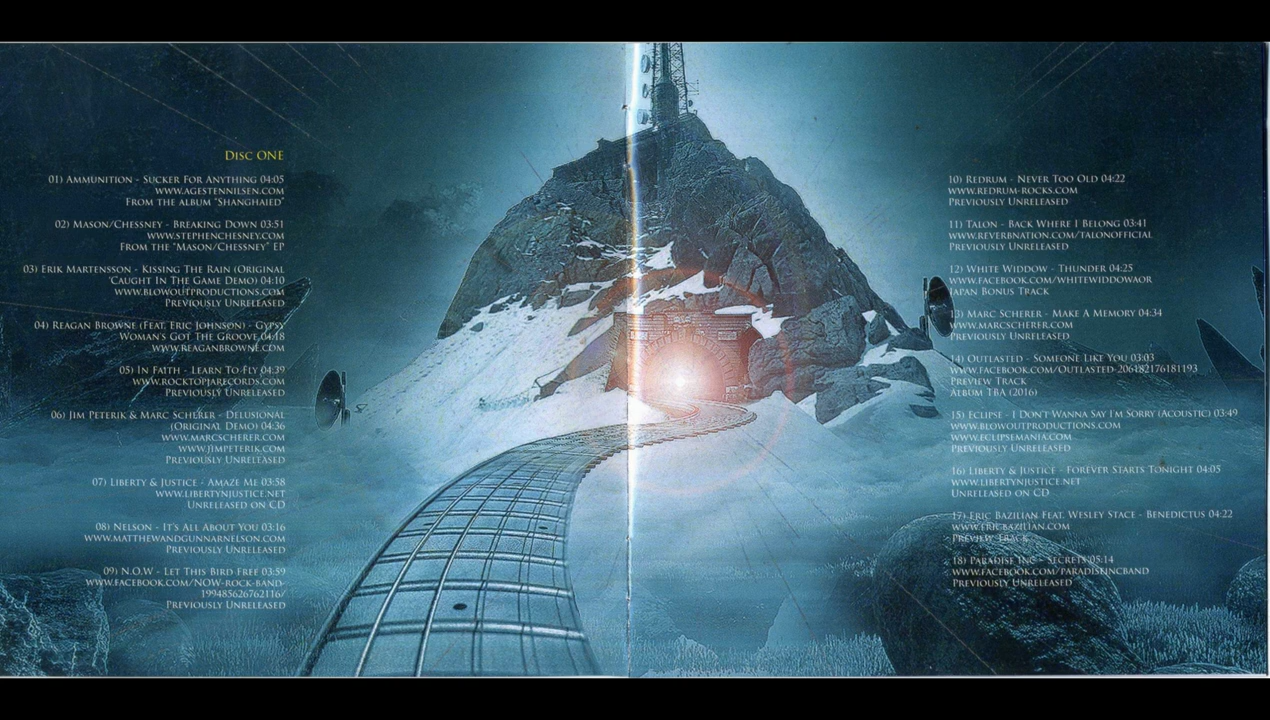 Disc ONE
01) Ammunition - Sucker For Anything 04:05
www.agestennilsen.com
From the album "Shanghaied"
02) Mason/Chessney - Breaking Down 03:51
www.stephenchesney.com
From the "Mason/Chessney" EP
03) Erik Martensson - Kissing The Rain (Original
'Caught In The Game Demo) 04:10
www.blowoutproductions.com
Previously Unreleased
04) Reagan Browne (Feat. Eric Johnson) - Gypsy
Woman's Got The Groove 04:18
www.reaganbrowne.com
05) In Faith - Learn To Fly 04:39
www.rocktopiarecords.com
Previously Unreleased
06) Jim Peterik & Marc Scherer - Delusional
(Original Demo) 04:36
www.marcscherer.com
www.jimpeterik.com
Previously Unreleased
07) Liberty & Justice - Amaze Me 03:58
www.libertynjustice.net
Unreleased on CD
08) Nelson - It's All About You 03:16
www.matthewandgunnarnelson.com
Previously Unreleased
09) N.O.W - Let This Bird Free 03:59
www.facebook.com/NOW-rock-band-
199485626762116/
Previously Unreleased
10) Redrum - Never Too Old 04:22
www.redrum-rocks.com
Previously Unreleased
11) Talon - Back Where I Belong 03:41
www.reverbnation.com/talonofficial
Previously Unreleased
12) White Widdow - Thunder 04:25
www.facebook.com/whitewiddowaor
Japan Bonus Track
13) Marc Scherer - Make A Memory 04:34
www.marcscherer.com
Previously Unreleased
14) Outlasted - Someone Like You 03:03
www.facebook.com/Outlasted-206182176181193
Preview Track
Album TBA (2016)
15) Eclipse - I Don't Wanna Say I'm Sorry (Acoustic) 03:49
www.blowoutproductions.com
www.eclipsemania.com
Previously Unreleased
16) Liberty & Justice - Forever Starts Tonight 04:05
www.libertynjustice.net
Unreleased on CD
17) Eric Bazilian Feat. Wesley Stace - Benedictus 04:22
www.ericbazilian.com
Preview Track
18) Paradise Inc - Secrets 05:14
www.facebook.com/paradiseincband
Previously Unreleased